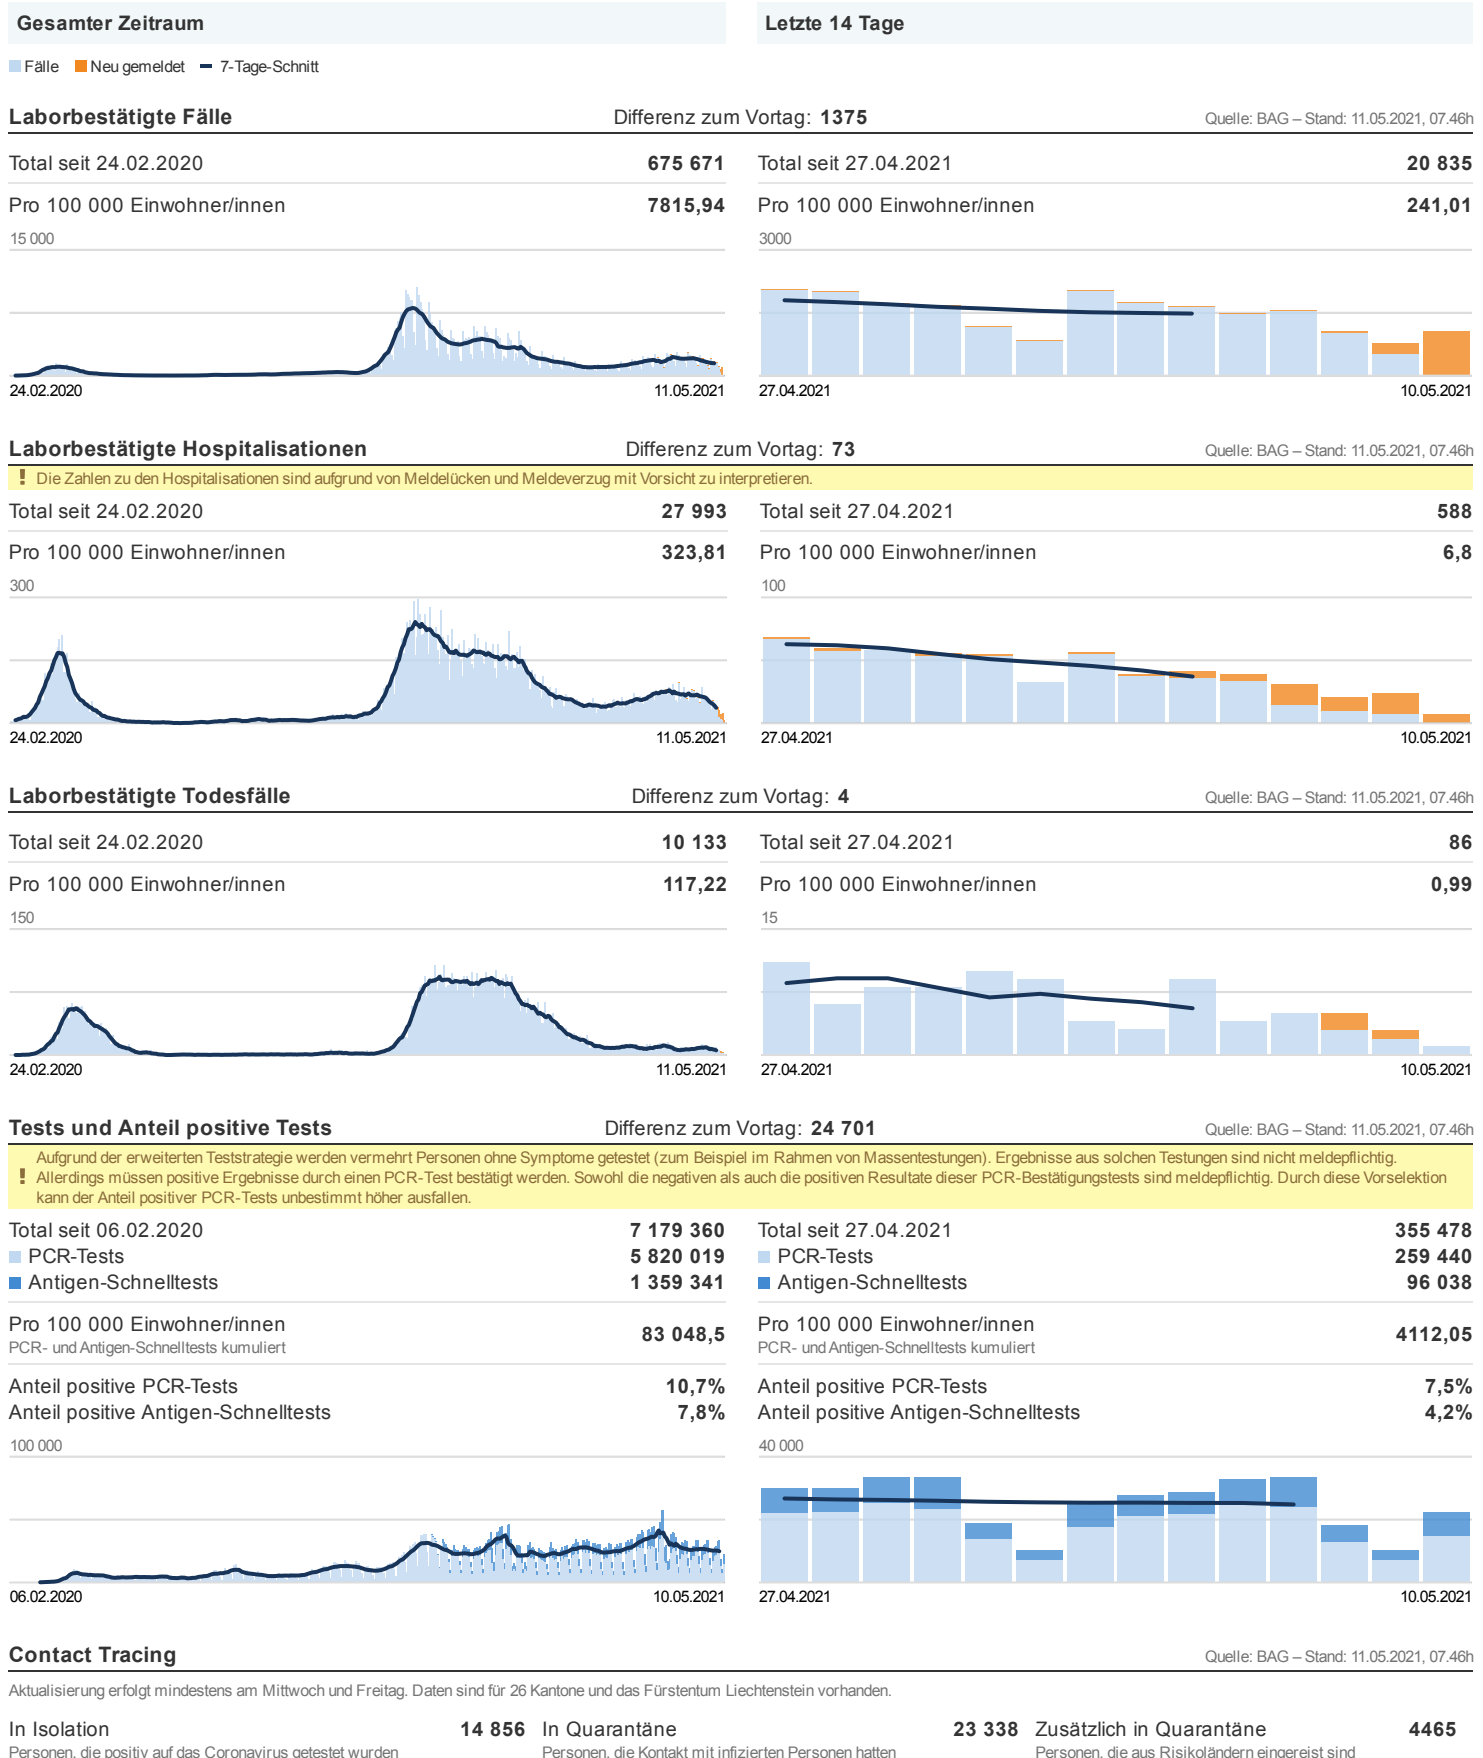 Gesamter Zeitraum
Letzte 14 Tage
Fälle Neu gemeldet 7-Tage-Schnitt
Laborbestätigte Fälle Differenz zum Vortag: 1375 Quelle: BAG – Stand: 11.05.2021, 07.46h
Total seit 24.02.2020 675 671
Total seit 27.04.2021 20 835
Pro 100 000 Einwohner/innen 7815,94
Pro 100 000 Einwohner/innen 241,01
15 000
3000
24.02.2020 11.05.2021
27.04.2021 10.05.2021
Laborbestätigte Hospitalisationen Differenz zum Vortag: 73 Quelle: BAG – Stand: 11.05.2021, 07.46h
! Die Zahlen zu den Hospitalisationen sind aufgrund von Meldelücken und Meldeverzug mit Vorsicht zu interpretieren.
Total seit 24.02.2020 27 993
Total seit 27.04.2021 588
Pro 100 000 Einwohner/innen 323,81
Pro 100 000 Einwohner/innen 6,8
300
100
24.02.2020 11.05.2021
27.04.2021 10.05.2021
Laborbestätigte Todesfälle Differenz zum Vortag: 4 Quelle: BAG – Stand: 11.05.2021, 07.46h
Total seit 24.02.2020 10 133
Total seit 27.04.2021 86
Pro 100 000 Einwohner/innen 117,22
Pro 100 000 Einwohner/innen 0,99
150
15
24.02.2020 11.05.2021
27.04.2021 10.05.2021
Tests und Anteil positive Tests Differenz zum Vortag: 24 701 Quelle: BAG – Stand: 11.05.2021, 07.46h
Aufgrund der erweiterten Teststrategie werden vermehrt Personen ohne Symptome getestet (zum Beispiel im Rahmen von Massentestungen). Ergebnisse aus solchen Testungen sind nicht meldepflichtig.
! Allerdings müssen positive Ergebnisse durch einen PCR-Test bestätigt werden. Sowohl die negativen als auch die positiven Resultate dieser PCR-Bestätigungstests sind meldepflichtig. Durch diese Vorselektion
kann der Anteil positiver PCR-Tests unbestimmt höher ausfallen.
Total seit 06.02.2020 7 179 360
PCR-Tests 5 820 019
Antigen-Schnelltests 1 359 341
Total seit 27.04.2021 355 478
PCR-Tests 259 440
Antigen-Schnelltests 96 038
Pro 100 000 Einwohner/innen 83 048,5
PCR- und Antigen-Schnelltests kumuliert
Pro 100 000 Einwohner/innen 4112,05
PCR- und Antigen-Schnelltests kumuliert
Anteil positive PCR-Tests 10,7%
Anteil positive Antigen-Schnelltests 7,8%
Anteil positive PCR-Tests 7,5%
Anteil positive Antigen-Schnelltests 4,2%
100 000
40 000
06.02.2020 10.05.2021
27.04.2021 10.05.2021
Contact Tracing Quelle: BAG – Stand: 11.05.2021, 07.46h
Aktualisierung erfolgt mindestens am Mittwoch und Freitag. Daten sind für 26 Kantone und das Fürstentum Liechtenstein vorhanden.
In Isolation 14 856
Personen, die positiv auf das Coronavirus getestet wurden
In Quarantäne 23 338
Personen, die Kontakt mit infizierten Personen hatten
Zusätzlich in Quarantäne 4465
Personen, die aus Risikoländern eingereist sind